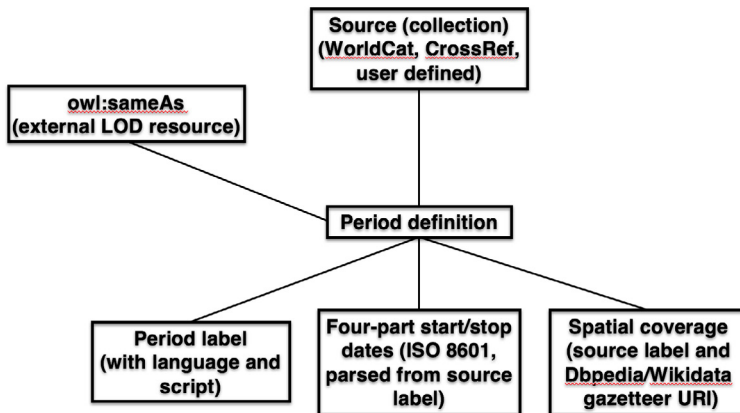 Source (collection)
(WorldCat, CrossRef,
user defined)
owl:sameAs
(external LOD resource)
Period definition
Period label
(with language and
script)
Four-part start/stop
dates (ISO 8601,
parsed from source
label)
Spatial coverage
(source label and
Dbpedia/Wikidata
gazetteer URI)